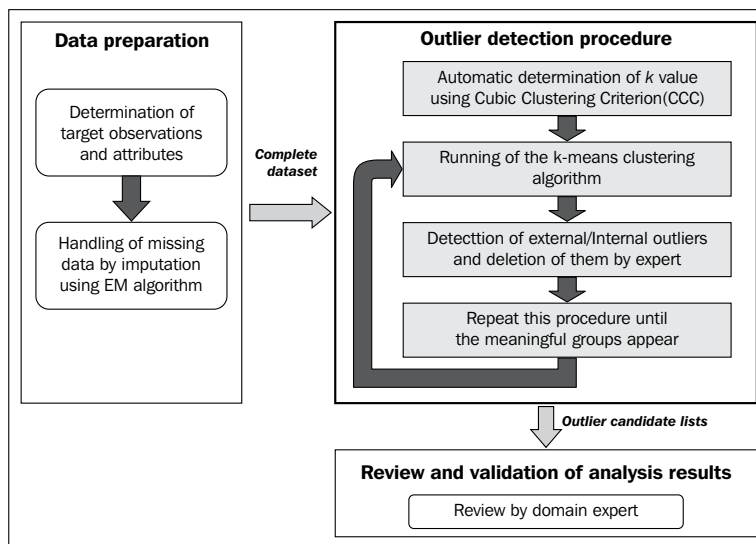 Data preparation
Determination of
target observations
and attributes
Handling of missing
data by imputation
using EM algorithm
Complete
dataset
Outlier detection procedure
Automatic determination of k value
using Cubic Clustering Criterion(CCC)
Running of the k-means clustering
algorithm
Detecttion of external/Internal outliers
and deletion of them by expert
Repeat this procedure until
the meaningful groups appear
Outlier candidate lists
Review and validation of analysis results
Review by domain expert